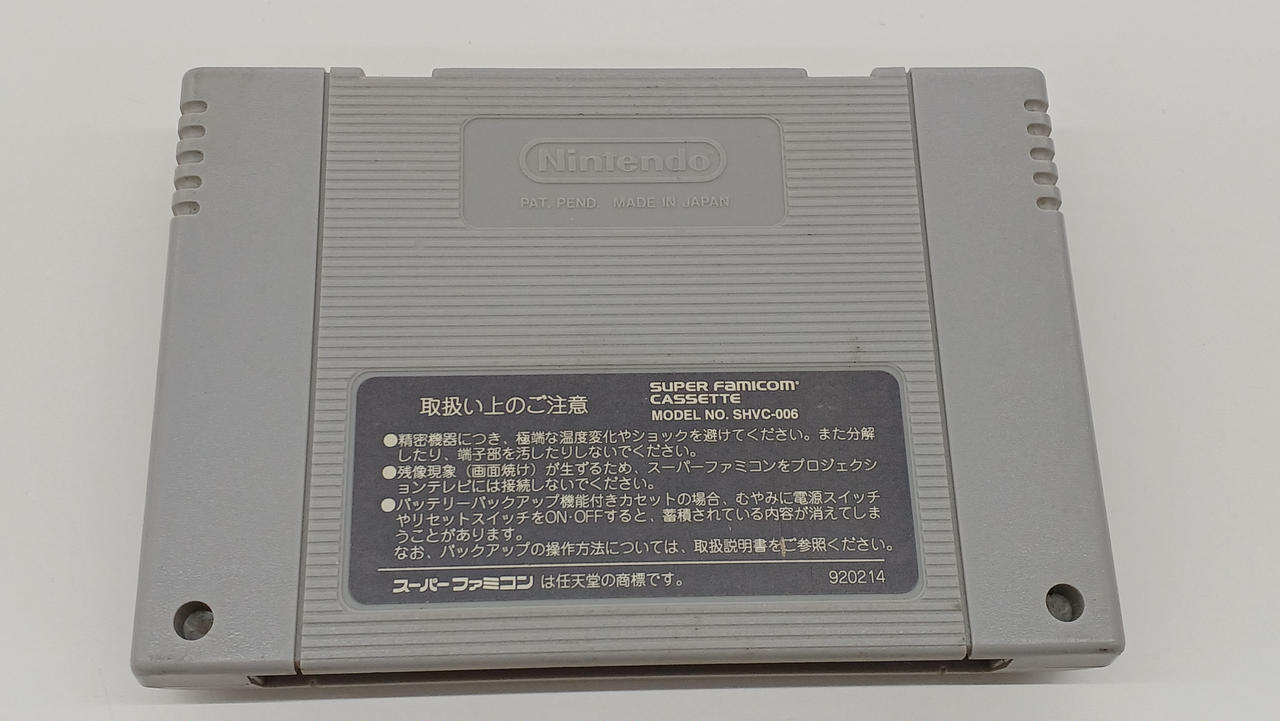 Nintendo
PAT. PEND. MADE IN JAPAN
取扱い上のご注意
SUPER FAMICOM
CASSETTE
MODEL NO. SHVC-006
●精密機器につき、極端な温度変化やショックを避けてください。また分解
したり、端子部を汚したりしないでください。
●残像現象（画面焼け）が生ずるため、スーパーファミコンをプロジェクシ
ョンテレビには接続しないでください。
●バッテリーバックアップ機能付きカセットの場合、むやみに電源スイッチ
やリセットスイッチをON･OFFすると、蓄積されている内容が消えてしま
うことがあります。
なお、バックアップの操作方法については、取扱説明書をご参照ください。
スーパーファミコンは任天堂の商標です。 920214